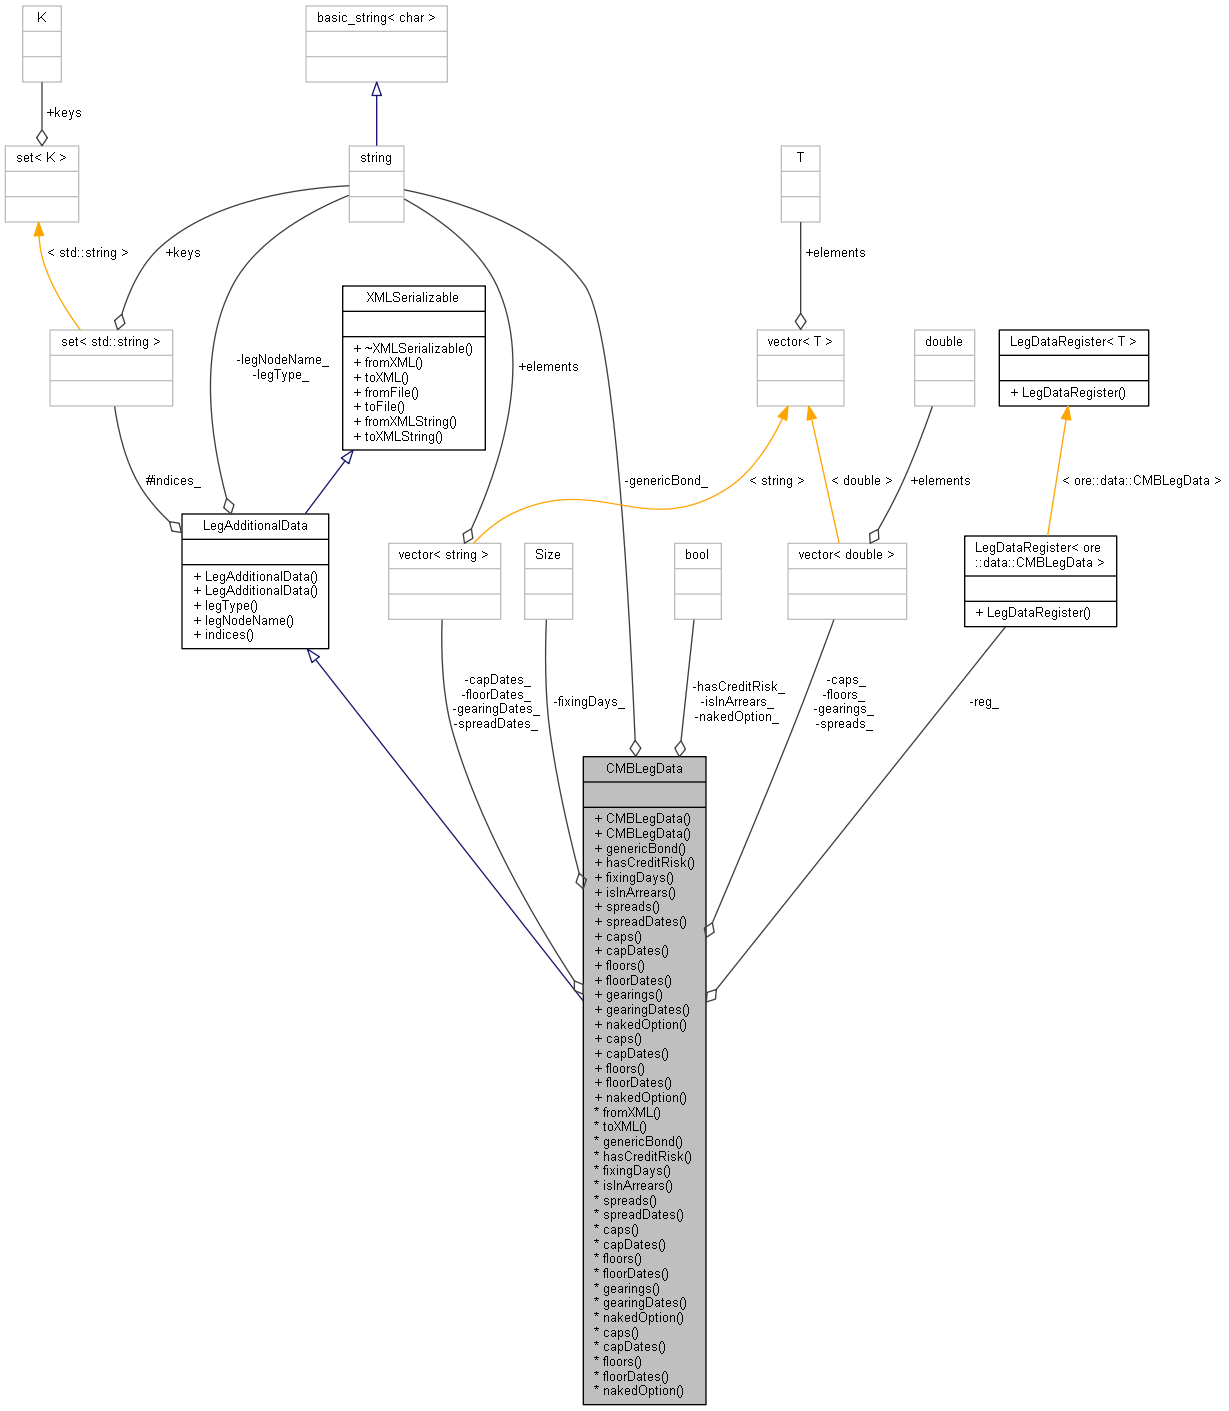 K
basic_string< char >
+keys
set< K >
string
T
< std::string >
+keys
+elements
XMLSerializable
+ ~XMLSerializable()
+ fromXML()
+ toXML()
+ fromFile()
+ toFile()
+ fromXMLString()
+ toXMLString()
set< std::string >
-legNodeName_
-legType_
+elements
vector< T >
double
LegDataRegister< T >
+ LegDataRegister()
#indices_
-genericBond_
< string >
< double >
+elements
< ore::data::CMBLegData >
LegAdditionalData
+ LegAdditionalData()
+ LegAdditionalData()
+ legType()
+ legNodeName()
+ indices()
vector< string >
Size
bool
vector< double >
LegDataRegister< ore
::data::CMBLegData >
+ LegDataRegister()
-capDates_
-floorDates_
-gearingDates_
-spreadDates_
-fixingDays_
-hasCreditRisk_
-isInArrears_
-nakedOption_
-caps_
-floors_
-gearings_
-spreads_
-reg_
CMBLegData
+ CMBLegData()
+ CMBLegData()
+ genericBond()
+ hasCreditRisk()
+ fixingDays()
+ isInArrears()
+ spreads()
+ spreadDates()
+ caps()
+ capDates()
+ floors()
+ floorDates()
+ gearings()
+ gearingDates()
+ nakedOption()
+ caps()
+ capDates()
+ floors()
+ floorDates()
+ nakedOption()
* fromXML()
* toXML()
* genericBond()
* hasCreditRisk()
* fixingDays()
* isInArrears()
* spreads()
* spreadDates()
* caps()
* capDates()
* floors()
* floorDates()
* gearings()
* gearingDates()
* nakedOption()
* caps()
* capDates()
* floors()
* floorDates()
* nakedOption()